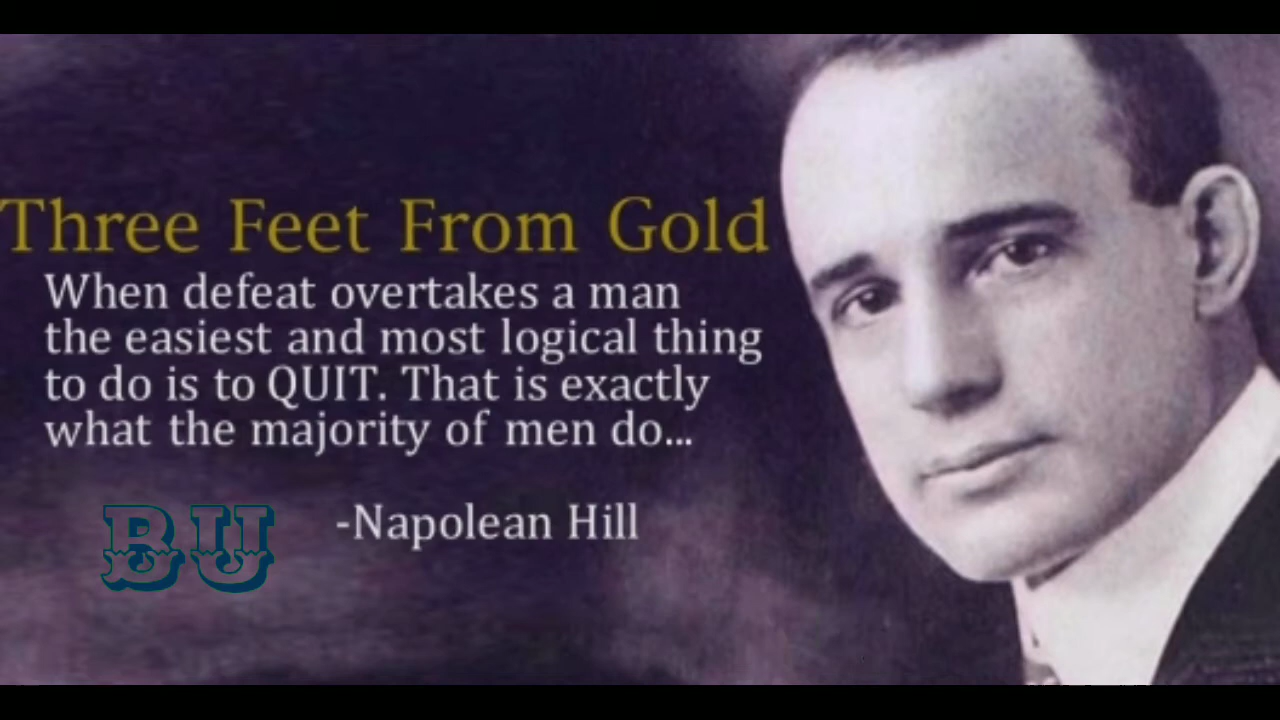 Three Feet From Gold
When defeat overtakes a man
the easiest and most logical thing
to do is to QUIT. That is exactly
what the majority of men do...
-Napolean Hill
BU